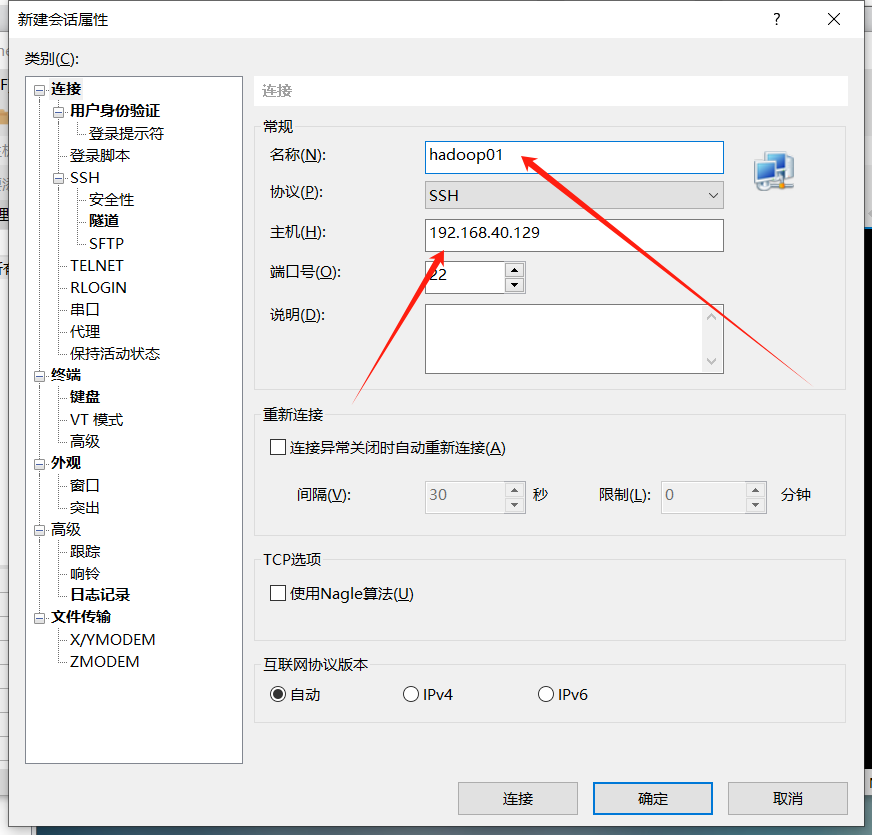 新建会话属性
?
类别(C):
连接
用户身份验证
登录提示符
登录脚本
SSH
安全性
隧道
SFTP
TELNET
RLOGIN
串口
代理
保持活动状态
终端
键盘
VT 模式
高级
外观
窗口
突出
高级
跟踪
响铃
日志记录
文件传输
X/YMODEM
ZMODEM
连接
常规
名称(N): hadoop01
协议(P): SSH
主机(H): 192.168.40.129
端口号(O): 22
说明(D):
重新连接
连接异常关闭时自动重新连接(A)
间隔(V): 30 秒 限制(L): 0 分钟
TCP选项
使用Nagle算法(U)
互联网协议版本
自动 IPv4 IPv6
连接 确定 取消